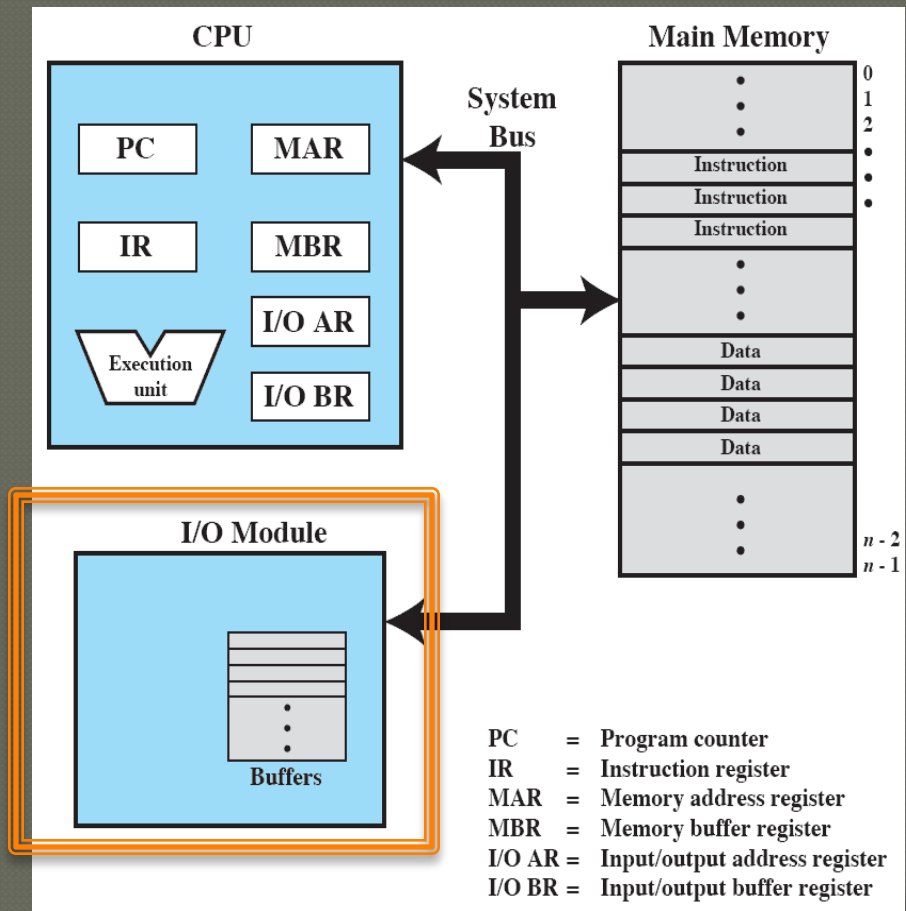 CPU
PC
MAR
IR
MBR
I/O AR
Execution
unit
I/O BR
System
Bus
Main Memory
0
1
2
Instruction
Instruction
Instruction
Data
Data
Data
Data
n - 2
n - 1
I/O Module
Buffers
PC = Program counter
IR = Instruction register
MAR = Memory address register
MBR = Memory buffer register
I/O AR = Input/output address register
I/O BR = Input/output buffer register